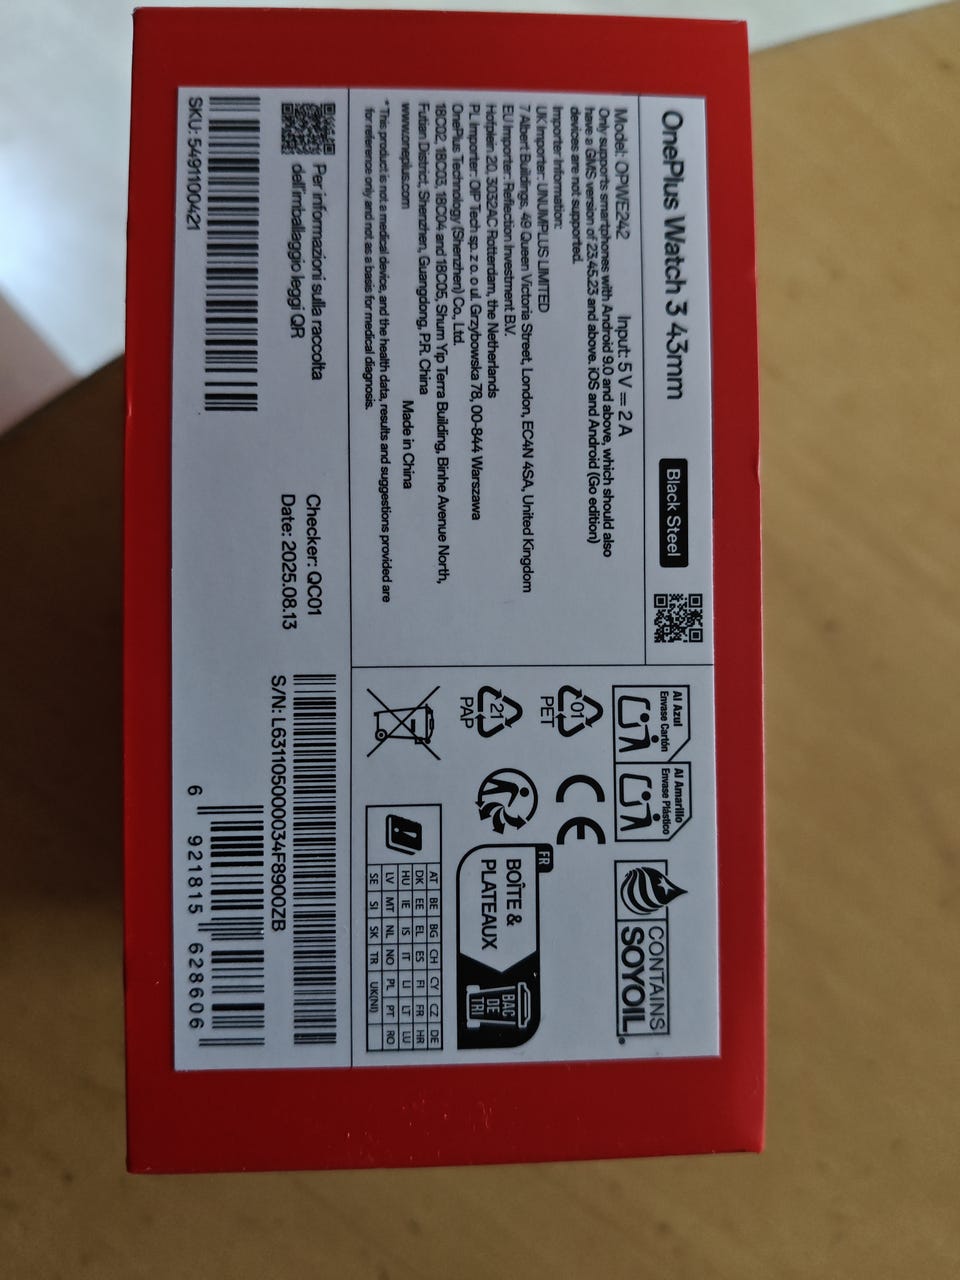 OnePlus Watch 3 43mm
Black Steel
Model: OPWE242 Input: 5 V ⎓ 2 A
Only supports smartphones with Android 9.0 and above, which should also
have a GMS version of 23.45.23 and above. iOS and Android (Go edition)
devices are not supported.
Importer Information:
UK Importer: UNUMPLUS LIMITED
7 Albert Buildings, 49 Queen Victoria Street, London, EC4N 4SA, United Kingdom
EU Importer: Reflection Investment B.V.
Hofplein 20, 3032AC Rotterdam, the Netherlands
PL Importer: OIP Tech sp. z o.o ul. Grzybowska 78, 00-844 Warszawa
OnePlus Technology (Shenzhen) Co., Ltd.
18C02, 18C03, 18C04 and 18C05, Shum Yip Terra Building, Binhe Avenue North,
Futian District, Shenzhen, Guangdong, P.R. China
www.oneplus.com Made in China
*This product is not a medical device, and the health data, results and suggestions provided are
for reference only and not as a basis for medical diagnosis.
Al Azul
Envase Cartón
Al Amarillo
Envase Plástico
CONTAINS
SOYOIL
01
PET
CE
21
PAP
FR
BOÎTE &
PLATEAUX
BAC
DE
TRI
AT BE BG CH CY CZ DE
DK EE EL ES FI FR HR
HU IE IS IT LI LT LU
LV MT NL NO PL PT RO
SE SI SK TR UK(NI)
Per informazioni sulla raccolta
dell'imballaggio leggi QR
Checker: QC01
Date: 2025.08.13
S/N: L631105000034F8900ZB
SKU: 5491100421
6 921815 628606